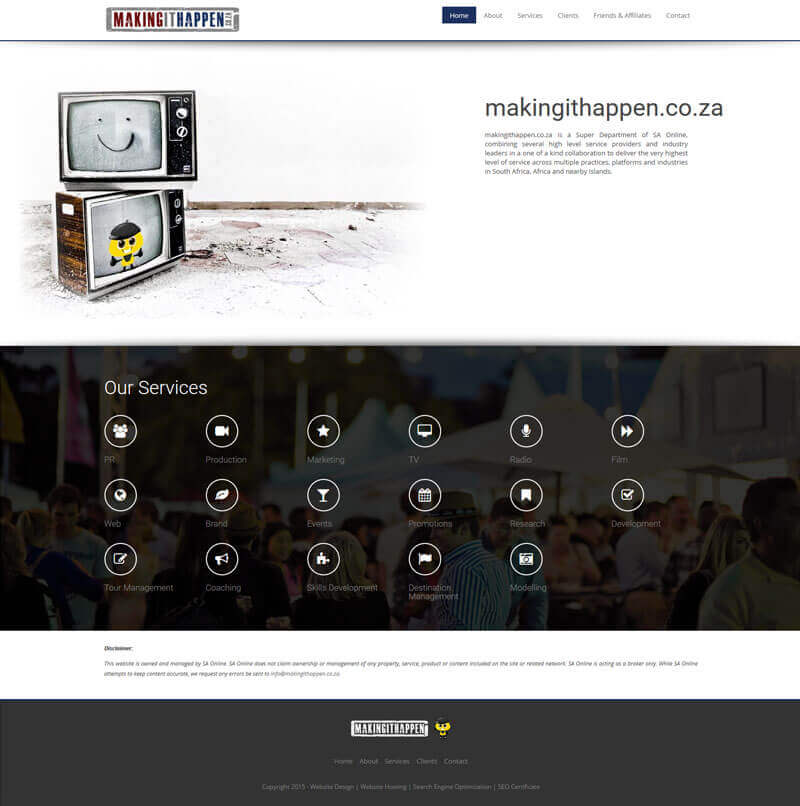 MAKINGITHAPPEN.CO.ZA
Home About Services Clients Friends & Affiliates Contact
makingithappen.co.za
makingithappen.co.za is a Super Department of SA Online,
combining several high level service providers and industry
leaders in a one of a kind collaboration to deliver the very highest
level of service across multiple practices, platforms and industries
in South Africa, Africa and nearby Islands.
Our Services
PR Production Marketing TV Radio Film
Web Brand Events Promotions Research Development
Tour Management Coaching Skills Development Destination Management Modelling
Disclaimer:
This website is owned and managed by SA Online. SA Online does not claim ownership or management of any property, service, product or content included on the site or related network. SA Online is acting as a broker only. While SA Online
attempts to keep content accurate, we request any errors be sent to info@makingithappen.co.za.
MAKINGITHAPPEN
Home About Services Clients Contact
Copyright 2015 - Website Design | Website Hosting | Search Engine Optimization | SEO Certificate